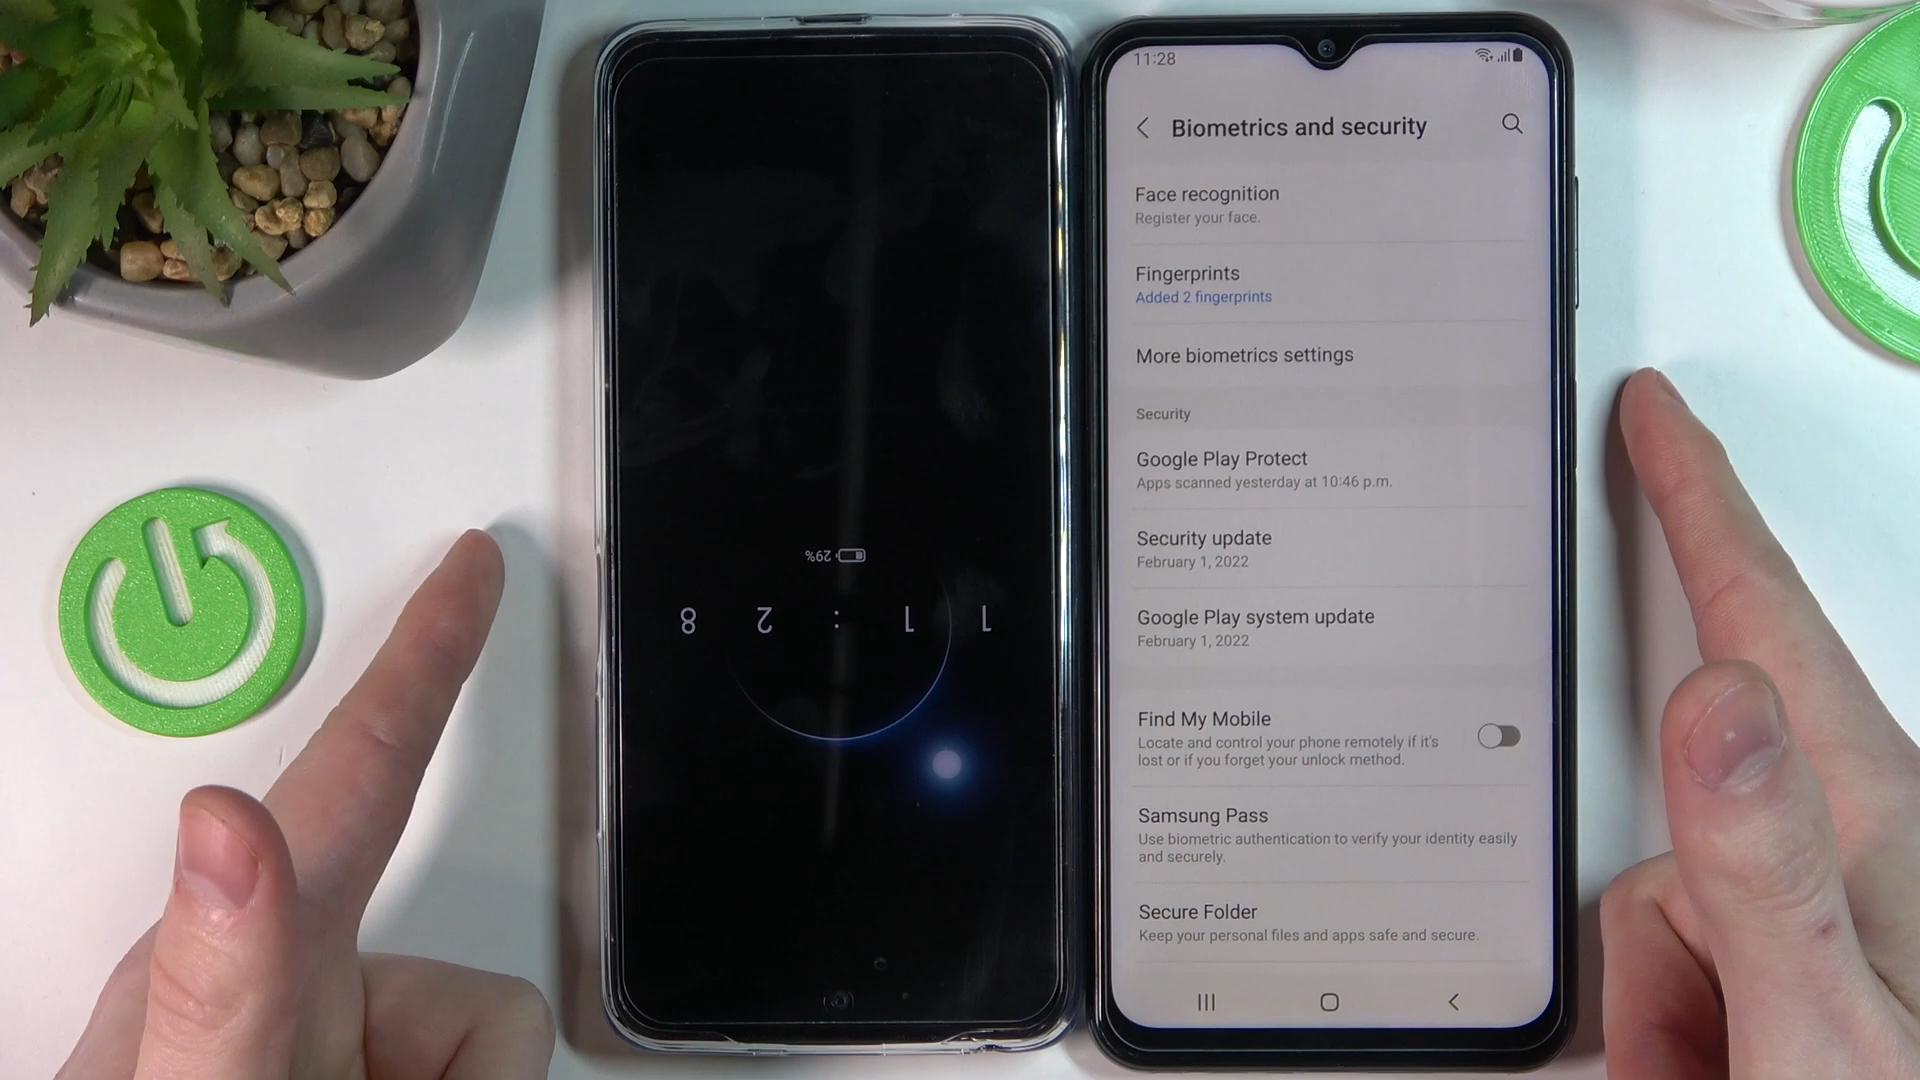 29%
11:28
11:28
Biometrics and security
Face recognition
Register your face.
Fingerprints
Added 2 fingerprints
More biometrics settings
Security
Google Play Protect
Apps scanned yesterday at 10:46 p.m.
Security update
February 1, 2022
Google Play system update
February 1, 2022
Find My Mobile
Locate and control your phone remotely if it's
lost or if you forget your unlock method.
Samsung Pass
Use biometric authentication to verify your identity easily
and securely.
Secure Folder
Keep your personal files and apps safe and secure.